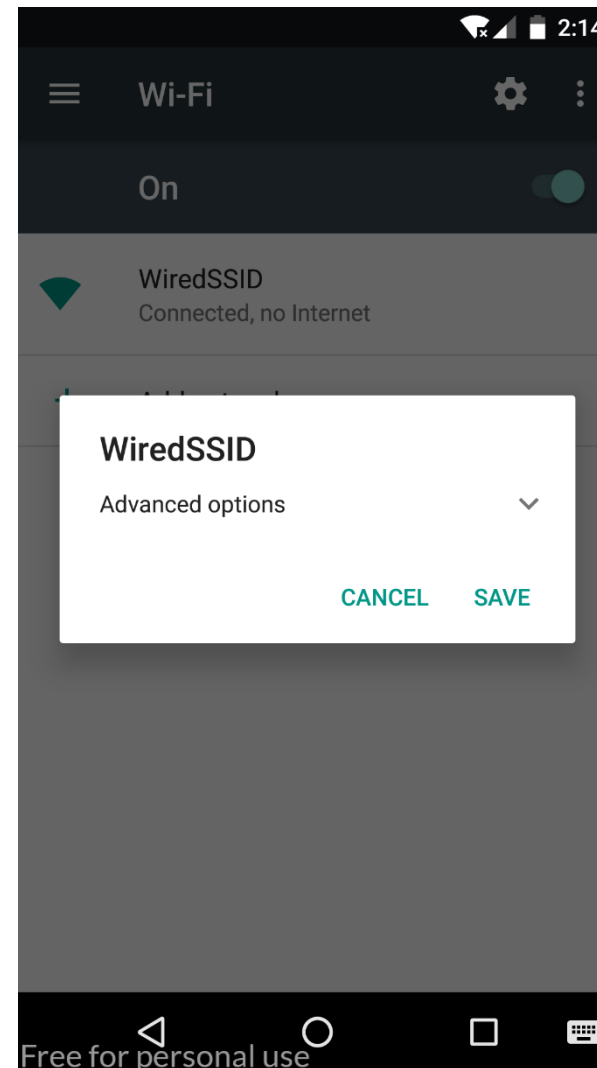 2:14
Wi-Fi
On
WiredSSID
Connected, no Internet
WiredSSID
Advanced options
CANCEL
SAVE
Free for personal use